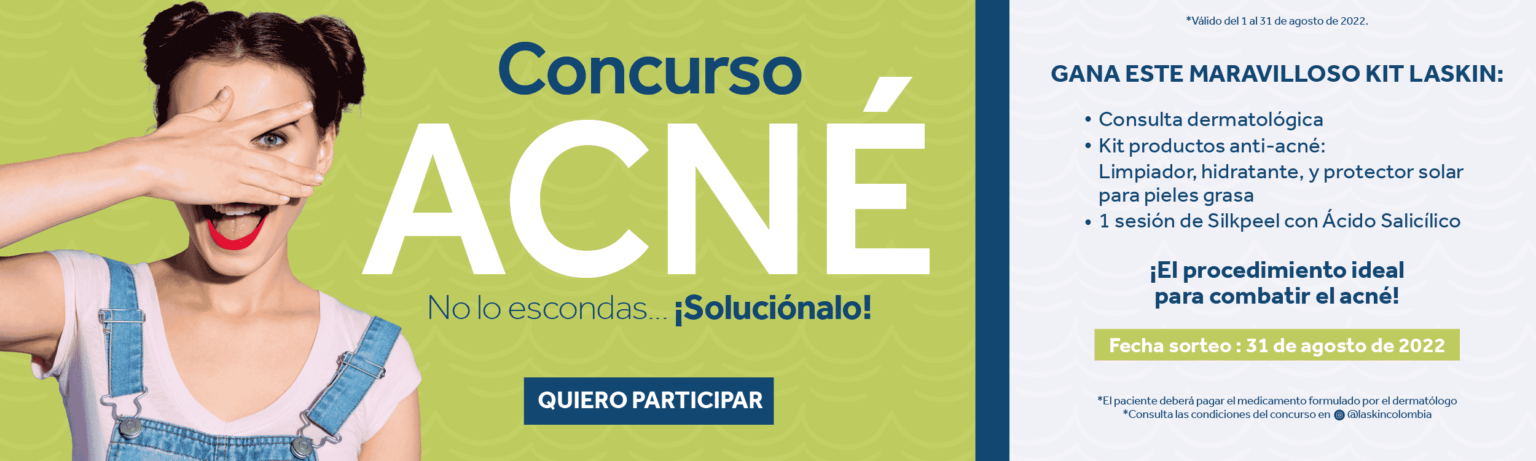 Concurso
ACNÉ
No lo escondas... ¡Soluciónalo!
QUIERO PARTICIPAR
*Válido del 1 al 31 de agosto de 2022.
GANA ESTE MARAVILLOSO KIT LASKIN:
• Consulta dermatológica
• Kit productos anti-acné:
Limpiador, hidratante, y protector solar
para pieles grasa
• 1 sesión de Silkpeel con Ácido Salicílico
¡El procedimiento ideal
para combatir el acné!
Fecha sorteo : 31 de agosto de 2022
*El paciente deberá pagar el medicamento formulado por el dermatólogo
*Consulta las condiciones del concurso en @laskincolombia